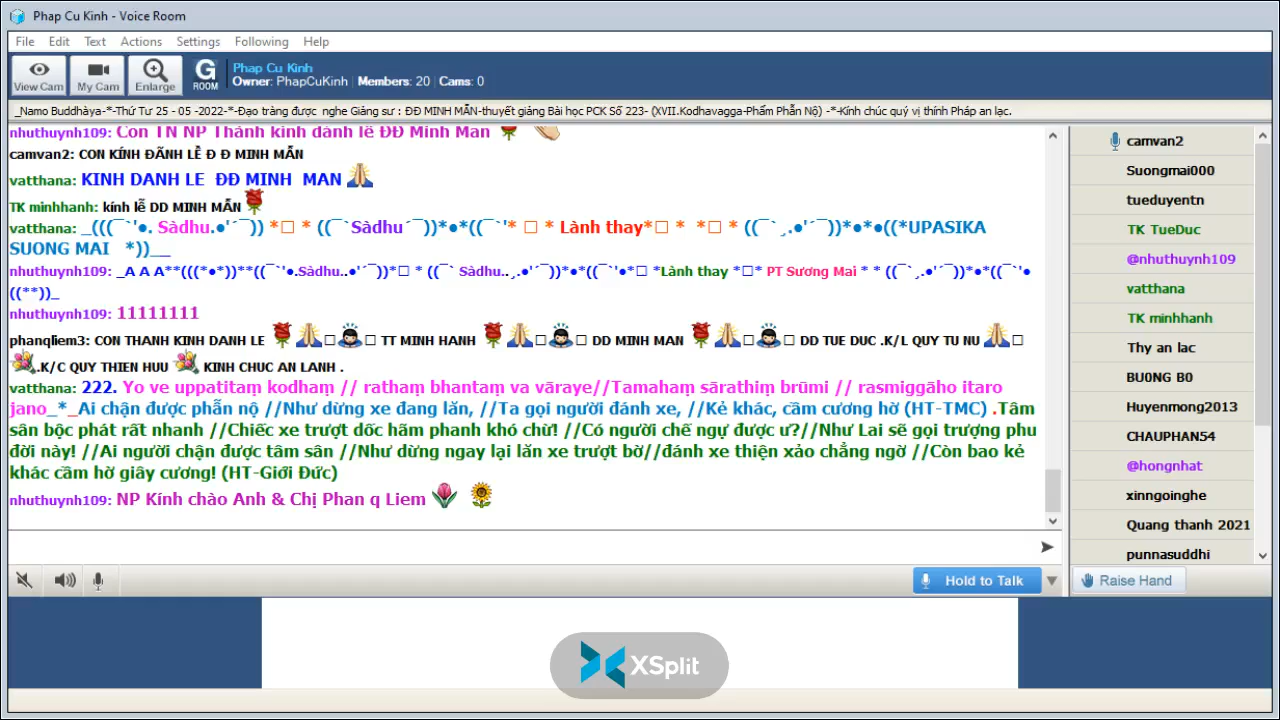 Phap Cu Kinh - Voice Room
File Edit Text Actions Settings Following Help
View Cam My Cam Enlarge G ROOM
Phap Cu Kinh
Owner: PhapCuKinh Members: 20 Cams: 0
_Namo Buddhàya-*-Thứ Tư 25 - 05 -2022-*-Đạo tràng được nghe Giảng sư : ĐĐ MINH MẪN-thuyết giảng Bài học PCK Số 223- (XVII.Kodhavagga-Phẩm Phẫn Nộ) -*-Kính chúc quý vị thính Pháp an lạc.
nhuthuynh109: Con TN NP Thành kính đảnh lễ ĐĐ Minh Man
camvan2: CON KÍNH ĐÃNH LỄ Đ Đ MINH MẪN
vatthana: KINH DANH LE ĐĐ MINH MAN
TK minhhanh: kính lễ DD MINH MẪN
vatthana: _(((¯`'•. Sàdhu.●'´¯)) *□ * ((¯`Sàdhu´¯))*•*((¯`'* □ * Lành thay*□ * *□ * ((¯`¸.●'´¯))*•*●((*UPASIKA
SUONG MAI *))__
nhuthuynh109: _A A A**(((*•*))**((¯`'●.Sàdhu..●'´¯))*□ * ((¯` Sàdhu..¸.●'´¯))*•*((¯`'●*□ *Lành thay *□* PT Sương Mai * * ((¯`¸.●'´¯))*•*((¯`'●
((**))_
nhuthuynh109: 11111111
phanqliem3: CON THANH KINH DANH LE □ □ TT MINH HANH □ □ DD MINH MAN □ □ DD TUE DUC .K/L QUY TU NU □
.K/C QUY THIEN HUU KINH CHUC AN LANH .
vatthana: 222. Yo ve uppatitaṃ kodhaṃ // rathaṃ bhantaṃ va vāraye//Tamahaṃ sārathiṃ brūmi // rasmiggāho itaro
jano_*_Ai chận được phẫn nộ //Như dừng xe đang lăn, //Ta gọi người đánh xe, //Kẻ khác, cầm cương hờ (HT-TMC) .Tâm
sân bộc phát rất nhanh //Chiếc xe trượt dốc hãm phanh khó chừ! //Có người chế ngự được ư?//Như Lai sẽ gọi trượng phu
đời này! //Ai người chận được tâm sân //Như dừng ngay lại lăn xe trượt bờ//đánh xe thiện xảo chẳng ngờ //Còn bao kẻ
khác cầm hờ giây cương! (HT-Giới Đức)
nhuthuynh109: NP Kính chào Anh & Chị Phan q Liem
Hold to Talk
camvan2
Suongmai000
tueduyentn
TK TueDuc
@nhuthuynh109
vatthana
TK minhhanh
Thy an lac
BU0NG B0
Huyenmong2013
CHAUPHAN54
@hongnhat
xinngoinghe
Quang thanh 2021
punnasuddhi
Raise Hand
XSplit